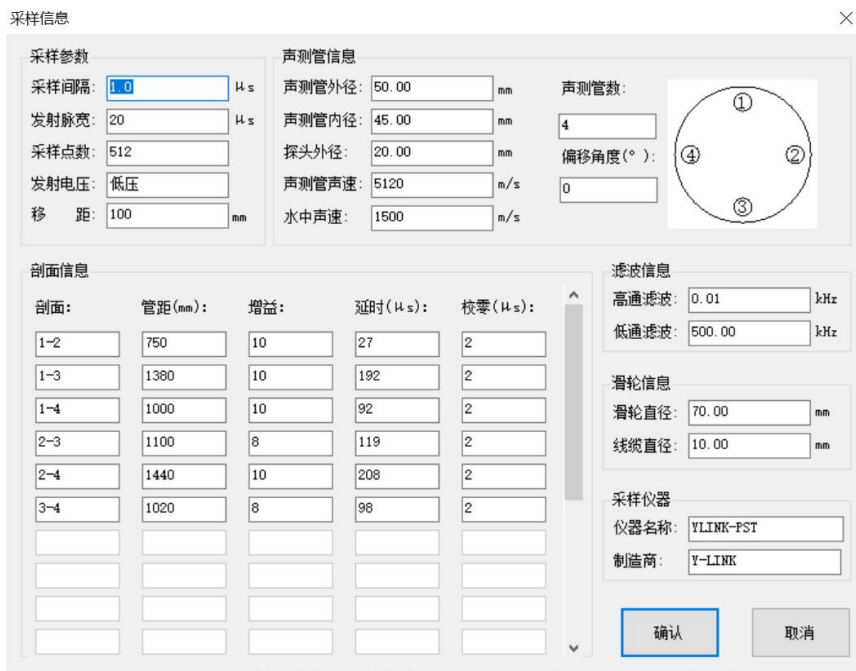 采样信息
采样参数
采样间隔: 1.0 μs
发射脉宽: 20 μs
采样点数: 512
发射电压: 低压
移 距: 100 mm
声测管信息
声测管外径: 50.00 mm
声测管内径: 45.00 mm
探头外径: 20.00 mm
声测管声速: 5120 m/s
水中声速: 1500 m/s
声测管数:
4
偏移角度(°):
0
①
④ ②
③
剖面信息
剖面: 管距(mm): 增益: 延时(μs): 校零(μs):
1-2 750 10 27 2
1-3 1380 10 192 2
1-4 1000 10 92 2
2-3 1100 8 119 2
2-4 1440 10 208 2
3-4 1020 8 98 2
滤波信息
高通滤波: 0.01 kHz
低通滤波: 500.00 kHz
滑轮信息
滑轮直径: 70.00 mm
线缆直径: 10.00 mm
采样仪器
仪器名称: YLINK-PST
制造商: Y-LINK
确认 取消